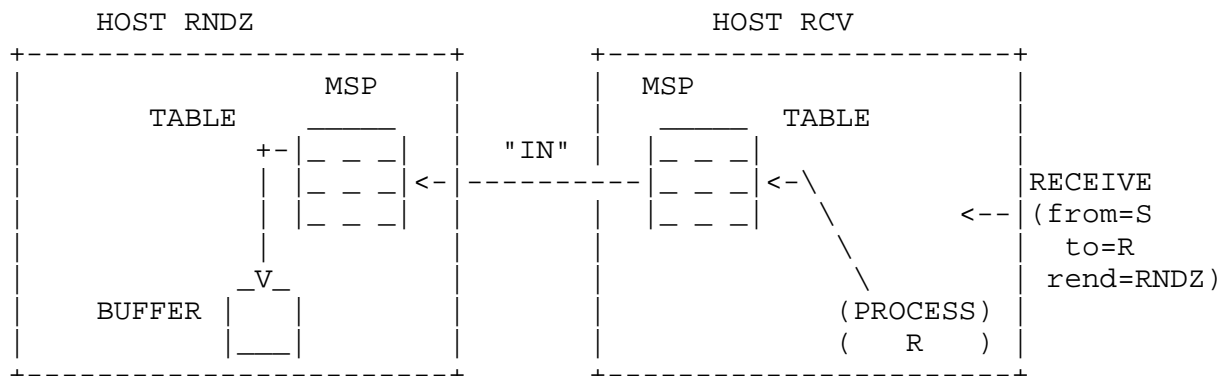 HOST RNDZ HOST RCV
MSP MSP
TABLE TABLE
"IN"
RECEIVE
(from=S
to=R
rend=RNDZ)
BUFFER (PROCESS)
( R )